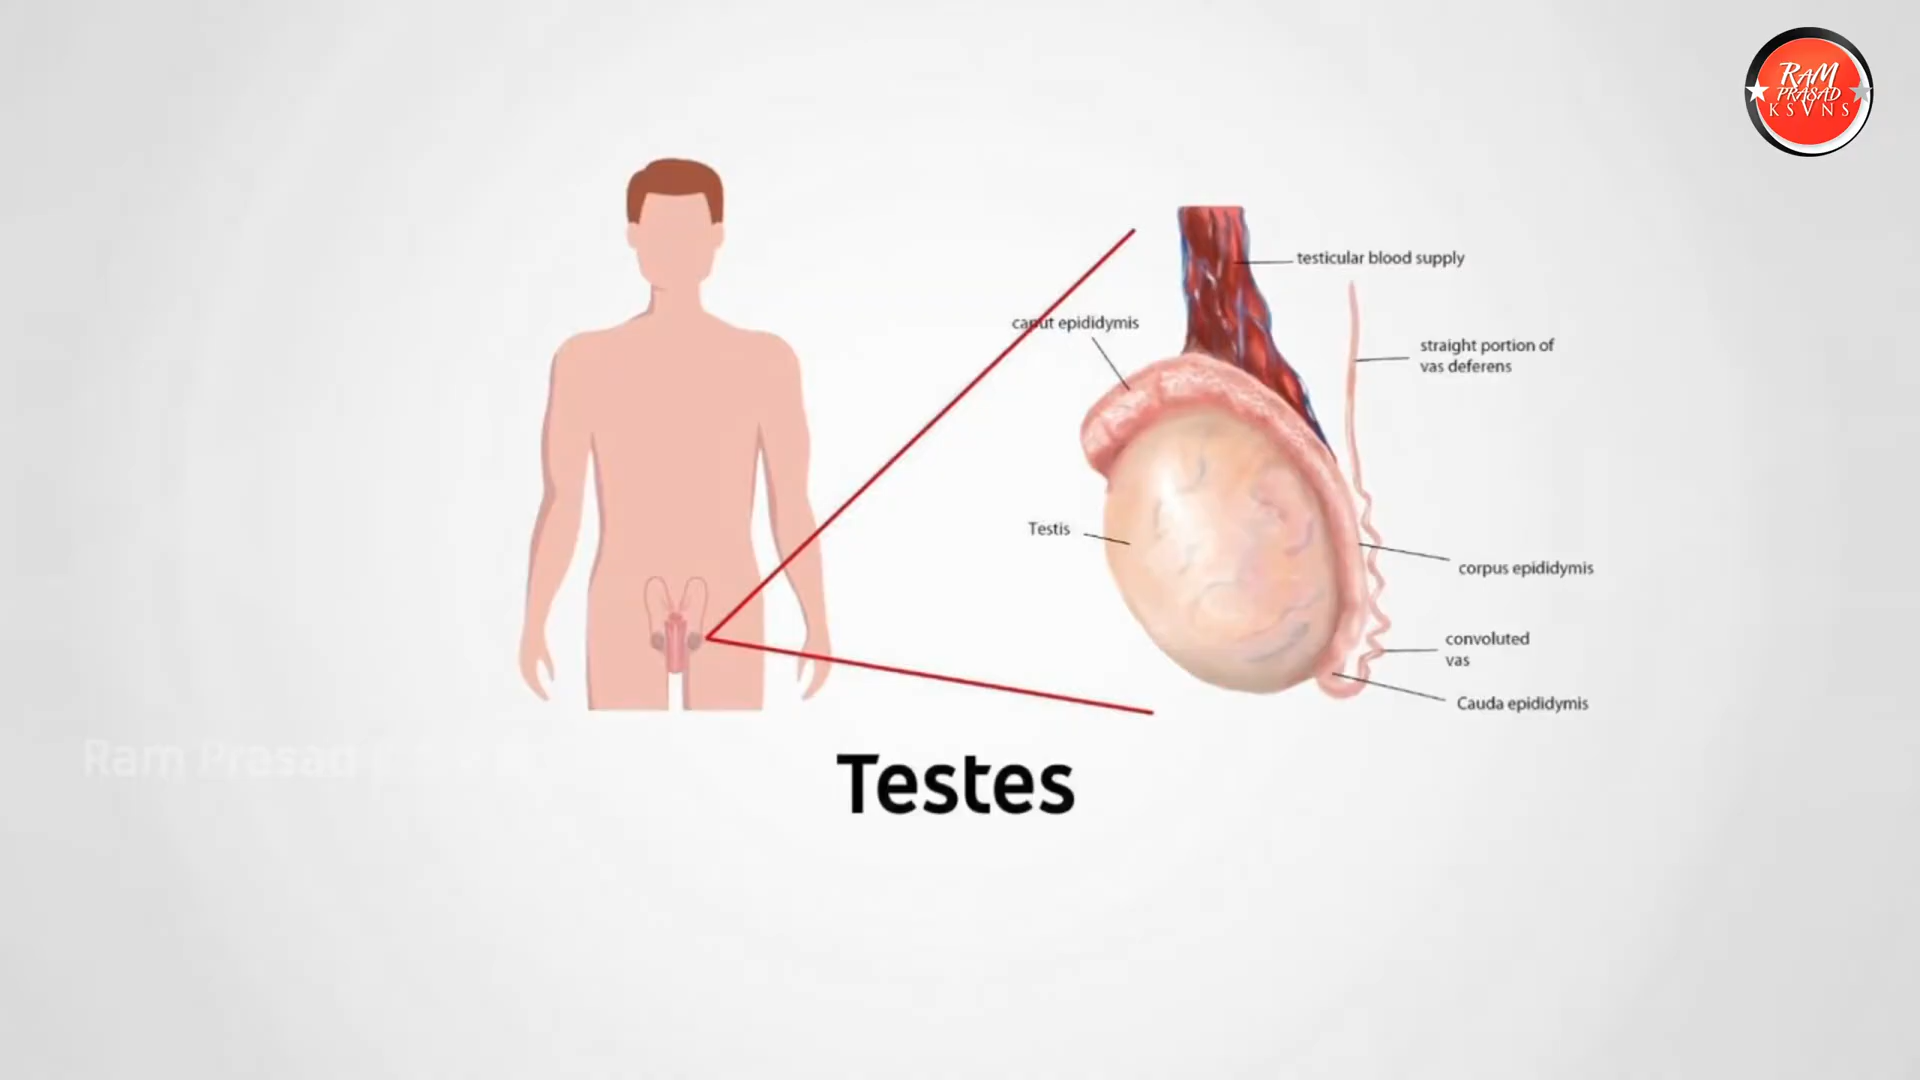 RAM
PRASAD
KSVNS
testicular blood supply
caput epididymis
straight portion of
vas deferens
Testis
corpus epididymis
convoluted
vas
Cauda epididymis
Ram Prasad
Testes